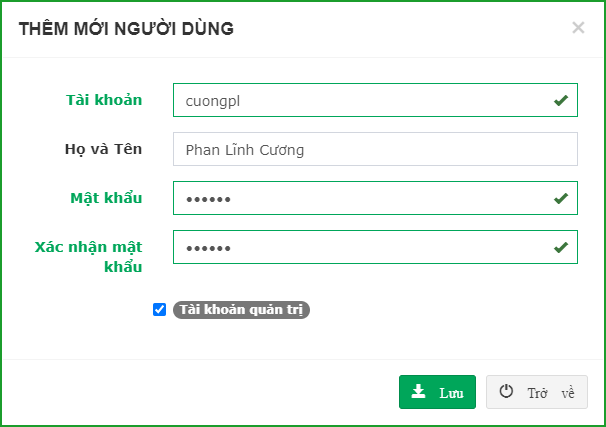 THÊM MỚI NGƯỜI DÙNG ×
Tài khoản cuongpl
Họ và Tên Phan Lĩnh Cương
Mật khẩu ••••••
Xác nhận mật khẩu ••••••
Tài khoản quản trị
Lưu Trở về